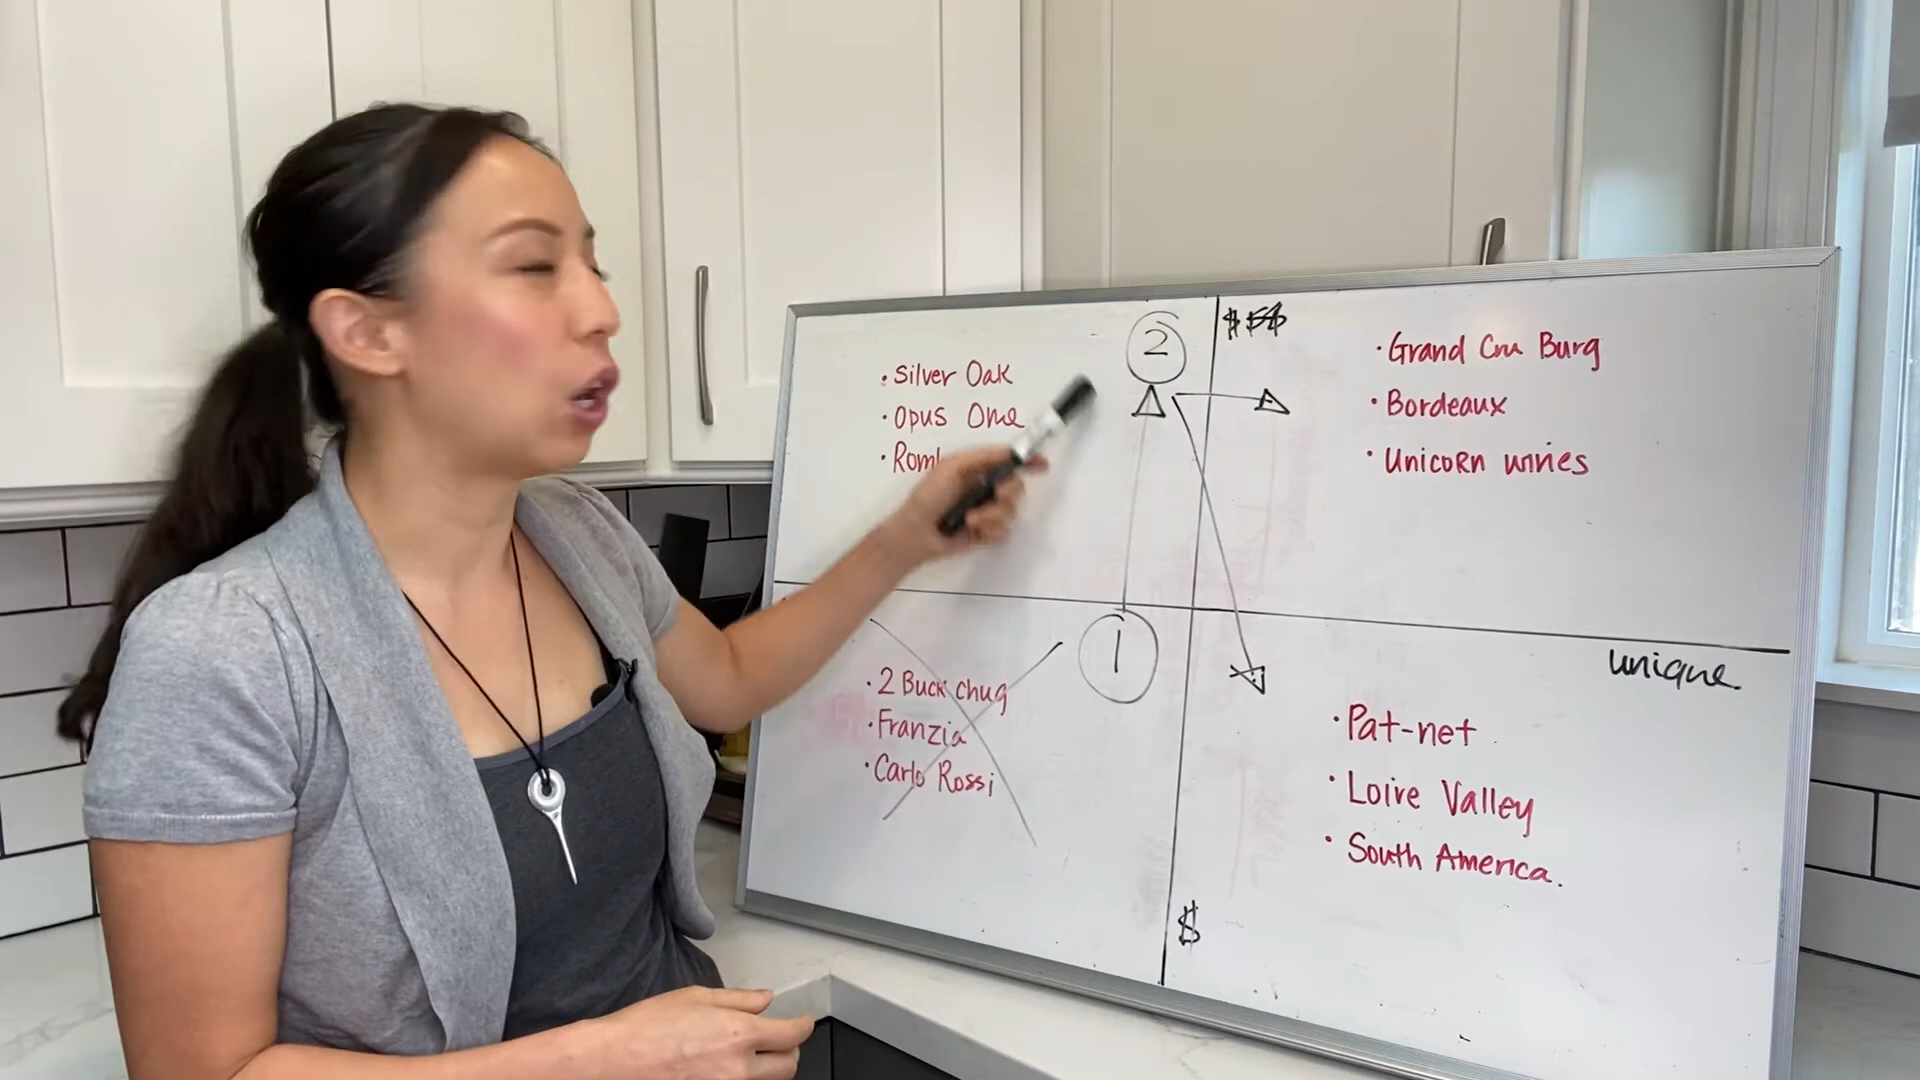 2
$$$
· Silver Oak
· Opus One
· Grand Cru Burg
· Bordeaux
· Unicorn wines
1
unique
· 2 Buck Chug
· Franzia
· Carlo Rossi
· Pat-net
· Loire Valley
· South America.
$